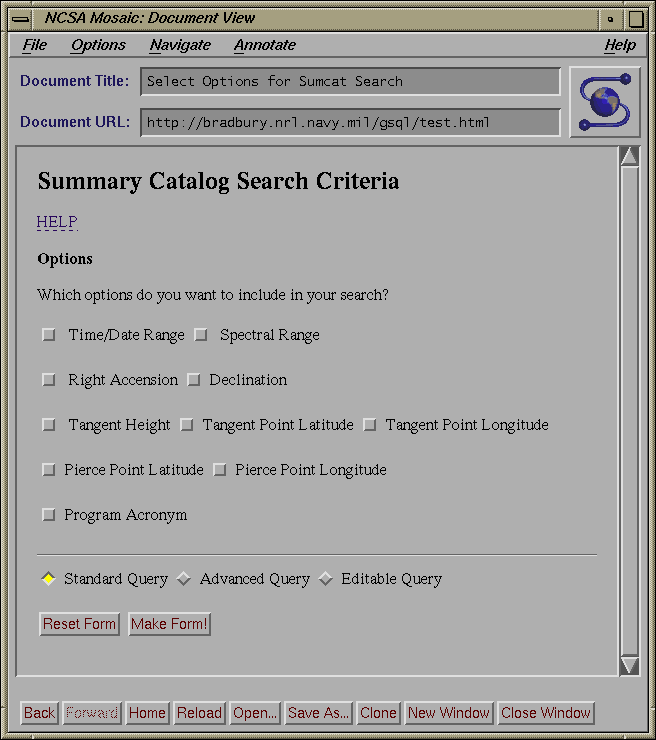 NCSA Mosaic: Document View
File Options Navigate Annotate Help
Document Title: Select Options for Sumcat Search
Document URL: http://bradbury.nrl.navy.mil/gsql/test.html
Summary Catalog Search Criteria
HELP
Options
Which options do you want to include in your search?
Time/Date Range Spectral Range
Right Accension Declination
Tangent Height Tangent Point Latitude Tangent Point Longitude
Pierce Point Latitude Pierce Point Longitude
Program Acronym
Standard Query Advanced Query Editable Query
Reset Form Make Form!
Back Forward Home Reload Open... Save As... Clone New Window Close Window